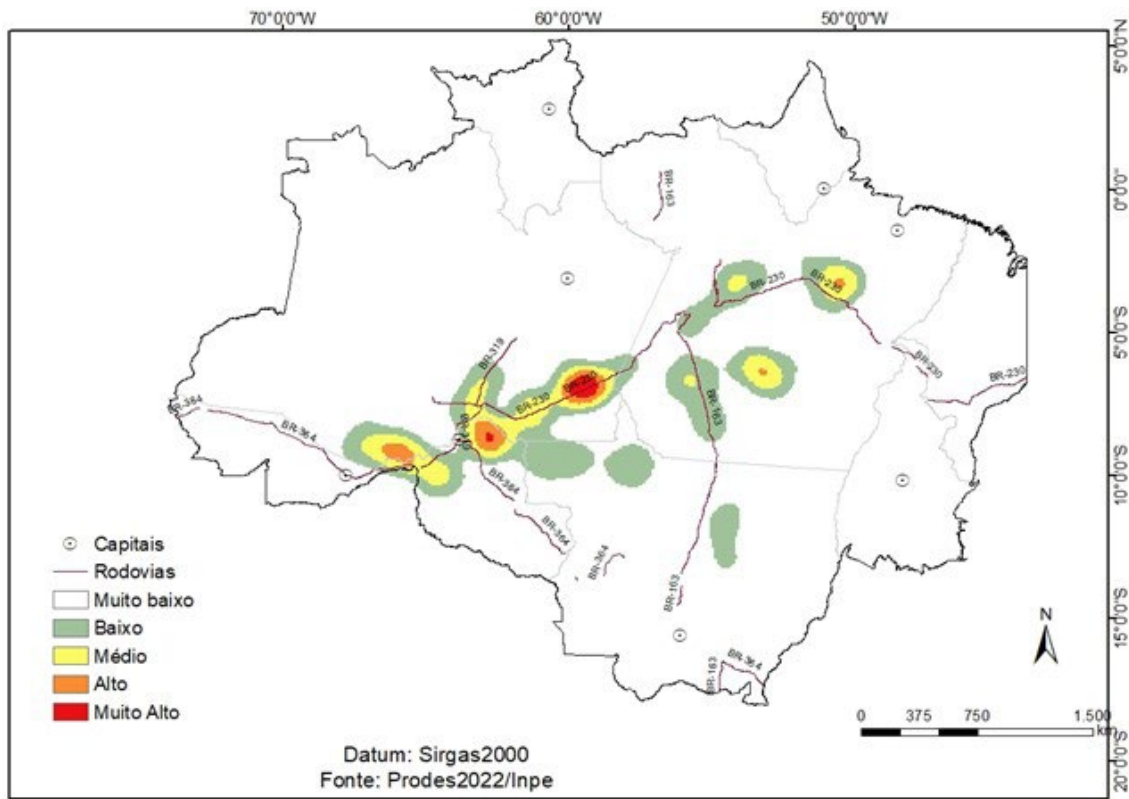 70°0'0"W
60°0'0"W
50°0'0"W
5°0'0"N
0°0'0"
5°0'0"S
10°0'0"S
15°0'0"S
20°0'0"S
BR-163
BR-230
BR-230
BR-319
BR-230
BR-230
BR-163
BR-230
BR-230
BR-364
BR-364
BR-364
BR-364
BR-364
BR-163
BR-163
BR-364
Capitais
Rodovias
Muito baixo
Baixo
Médio
Alto
Muito Alto
N
0 375 750 1.500
km
Datum: Sirgas2000
Fonte: Prodes2022/Inpe